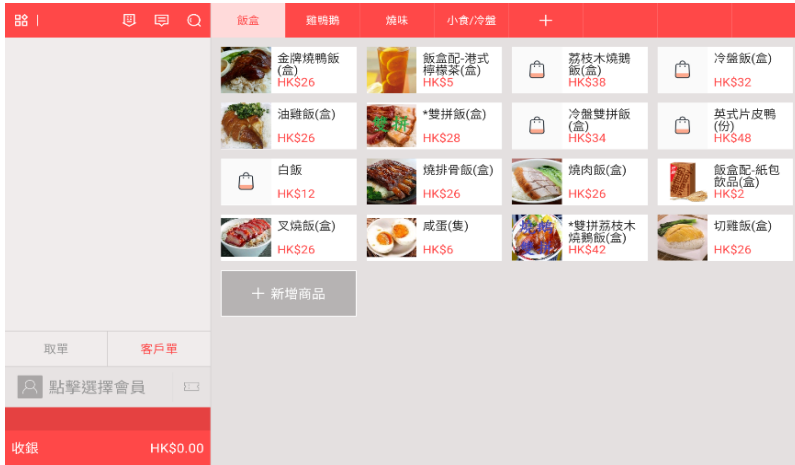 飯盒
雞鴨鵝
燒味
小食/冷盤
金牌燒鴨飯
(盒)
HK$26
飯盒配-港式
檸檬茶(盒)
HK$5
荔枝木燒鵝
飯(盒)
HK$38
冷盤飯(盒)
HK$32
油雞飯(盒)
HK$26
雙拼
*雙拼飯(盒)
HK$28
冷盤雙拼飯
(盒)
HK$34
英式片皮鴨
(份)
HK$48
白飯
HK$12
燒排骨飯(盒)
HK$26
燒肉飯(盒)
HK$26
飯盒配-紙包
飲品(盒)
HK$2
叉燒飯(盒)
HK$26
咸蛋(隻)
HK$6
*雙拼荔枝木
燒鵝飯(盒)
HK$42
切雞飯(盒)
HK$26
+ 新增商品
取單
客戶單
點擊選擇會員
收銀
HK$0.00